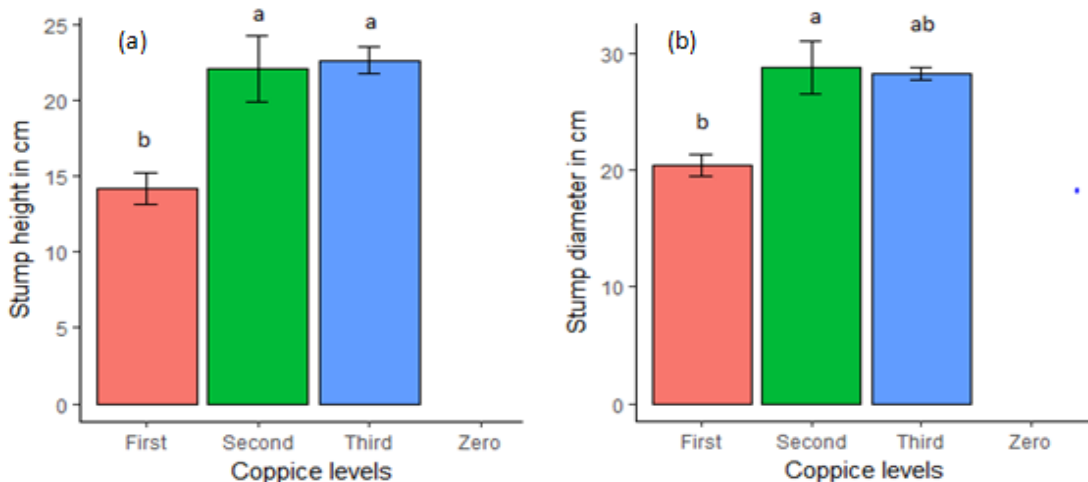 (a)
Stump height in cm
25
20
15
10
5
0
b
a
a
First Second Third Zero
Coppice levels
(b)
Stump diameter in cm
30
20
10
0
b
a
ab
First Second Third Zero
Coppice levels